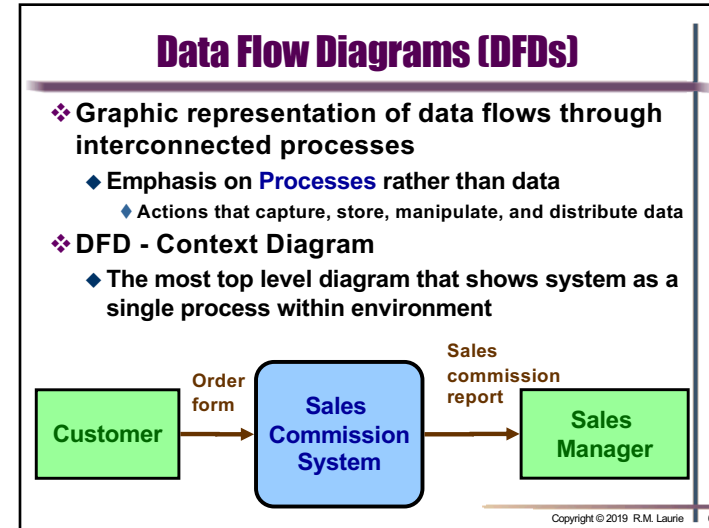 Data Flow Diagrams (DFDs)
Graphic representation of data flows through
interconnected processes
Emphasis on Processes rather than data
Actions that capture, store, manipulate, and distribute data
DFD - Context Diagram
The most top level diagram that shows system as a
single process within environment
Customer
Order
form
Sales
Commission
System
Sales
commission
report
Sales
Manager
Copyright © 2019 R.M. Laurie